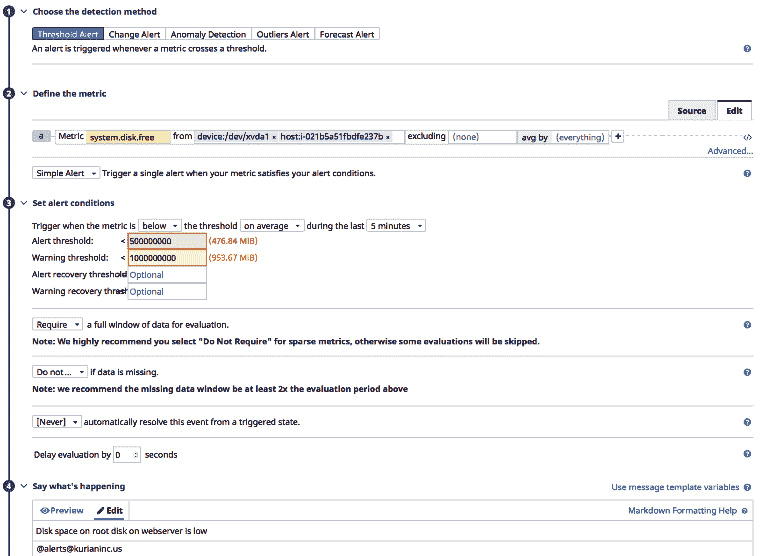 1 Choose the detection method
Threshold Alert Change Alert Anomaly Detection Outliers Alert Forecast Alert
An alert is triggered whenever a metric crosses a threshold.
2 Define the metric
Source Edit
a Metric system.disk.free from device:/dev/xvda1 × host:i-021b5a51fbdfe237b × excluding (none) avg by (everything) +
</>
Advanced...
Simple Alert Trigger a single alert when your metric satisfies your alert conditions.
3 Set alert conditions
Trigger when the metric is below the threshold on average during the last 5 minutes
Alert threshold: < 500000000 (476.84 MiB)
Warning threshold: < 1000000000 (953.67 MiB)
Alert recovery threshold Optional
Warning recovery thresh Optional
Require a full window of data for evaluation.
Note: We highly recommend you select "Do Not Require" for sparse metrics, otherwise some evaluations will be skipped.
Do not... if data is missing.
Note: we recommend the missing data window be at least 2x the evaluation period above
[Never] automatically resolve this event from a triggered state.
Delay evaluation by 0 seconds
4 Say what's happening
Use message template variables
Preview Edit
Markdown Formatting Help
Disk space on root disk on webserver is low
@alerts@kurianinc.us